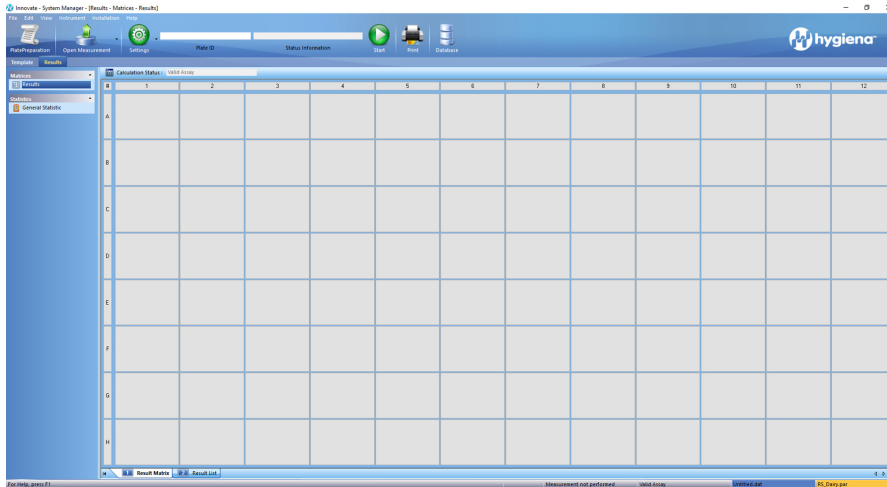 Innovate - System Manager - [Results - Matrices - Results]
File Edit View Instrument Installation Help
PlatePreparation Open Measurement Settings Plate ID Status Information Start Print Database
hygiena
Template Results
Matrices
Results
Statistics
General Statistic
Calculation Status : Valid Assay
# 1 2 3 4 5 6 7 8 9 10 11 12
A
B
C
D
E
F
G
H
Result Matrix Result List
For Help, press F1 Measurement not performed Valid Assay Untitled.dat RS_Dairy.par